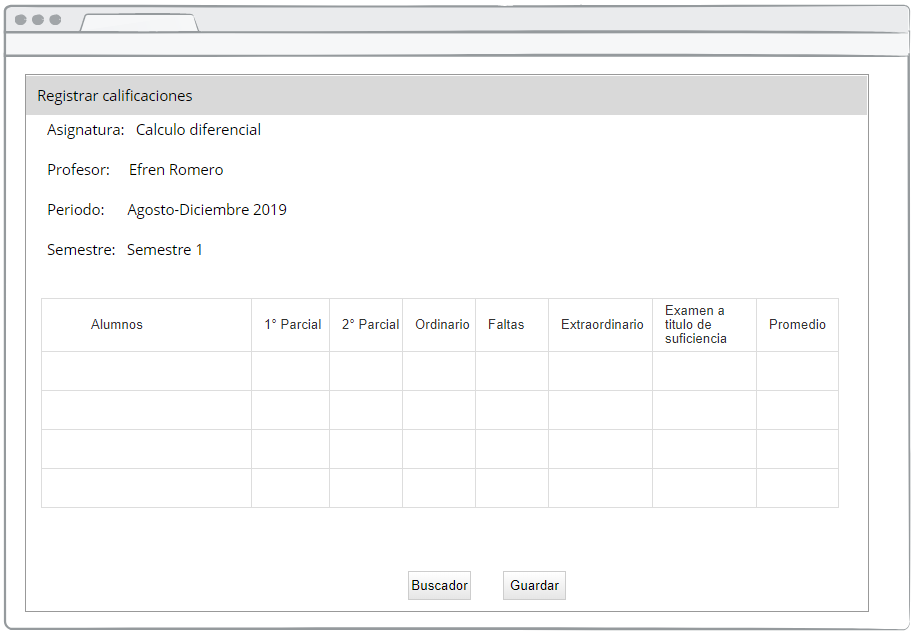 Registrar calificaciones
Asignatura: Calculo diferencial
Profesor: Efren Romero
Periodo: Agosto-Diciembre 2019
Semestre: Semestre 1
Alumnos 1° Parcial 2° Parcial Ordinario Faltas Extraordinario Examen a titulo de suficiencia Promedio
Buscador Guardar